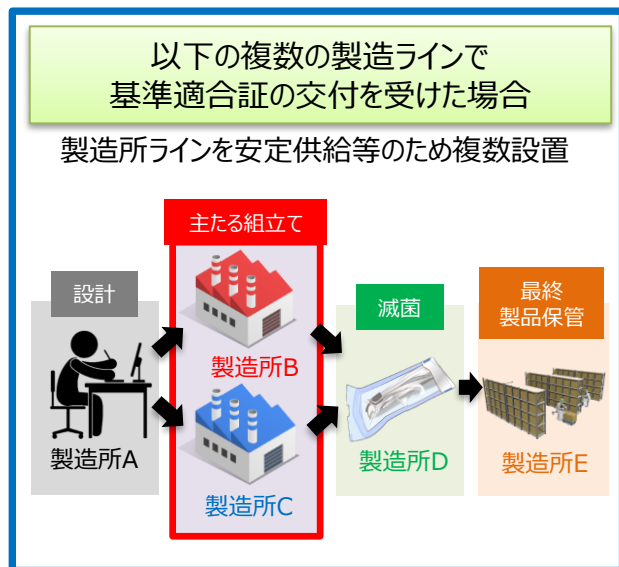 以下の複数の製造ラインで
基準適合証の交付を受けた場合
製造所ラインを安定供給等のため複数設置
主たる組立て
設計
滅菌
最終
製品保管
製造所B
製造所A
製造所D
製造所E
製造所C